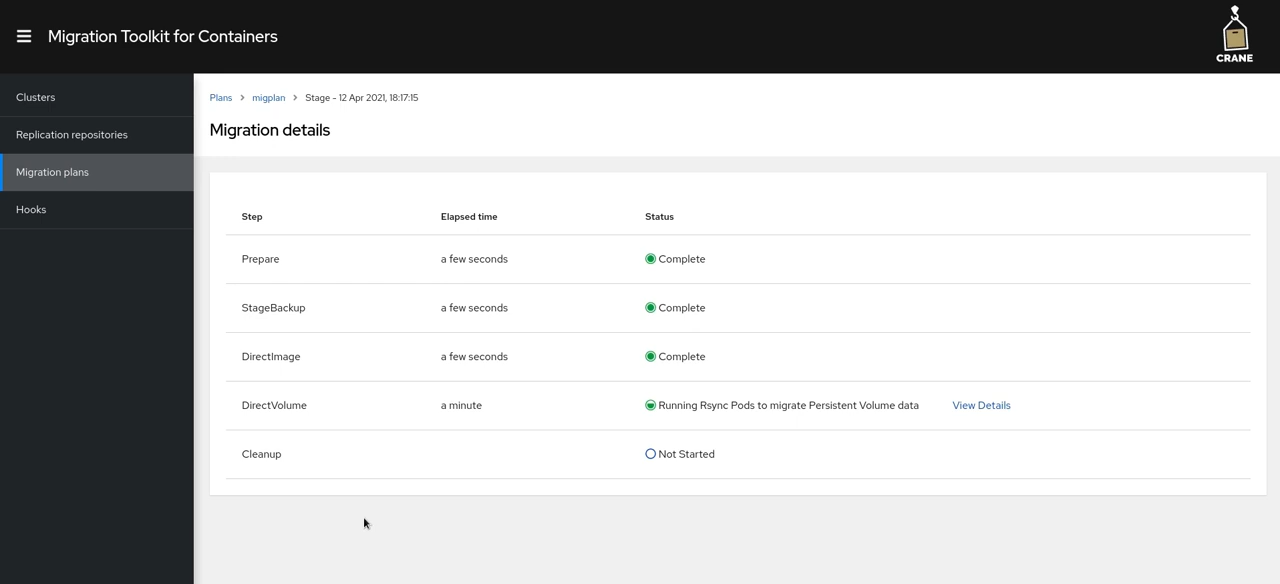 Migration Toolkit for Containers
CRANE
Clusters
Replication repositories
Migration plans
Hooks
Plans > migplan > Stage - 12 Apr 2021, 18:17:15
Migration details
Step Elapsed time Status
Prepare a few seconds Complete
StageBackup a few seconds Complete
DirectImage a few seconds Complete
DirectVolume a minute Running Rsync Pods to migrate Persistent Volume data View Details
Cleanup Not Started